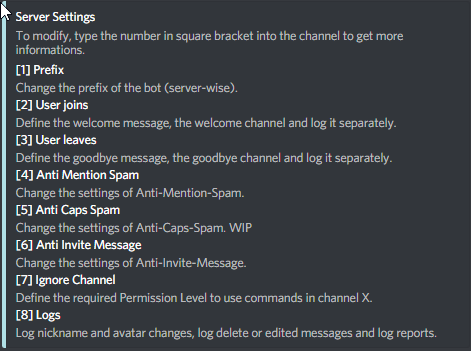 Server Settings
To modify, type the number in square bracket into the channel to get more
informations.
[1] Prefix
Change the prefix of the bot (server-wise).
[2] User joins
Define the welcome message, the welcome channel and log it separately.
[3] User leaves
Define the goodbye message, the goodbye channel and log it separately.
[4] Anti Mention Spam
Change the settings of Anti-Mention-Spam.
[5] Anti Caps Spam
Change the settings of Anti-Caps-Spam. WIP
[6] Anti Invite Message
Change the settings of Anti-Invite-Message.
[7] Ignore Channel
Define the required Permission Level to use commands in channel X.
[8] Logs
Log nickname and avatar changes, log delete or edited messages and log reports.